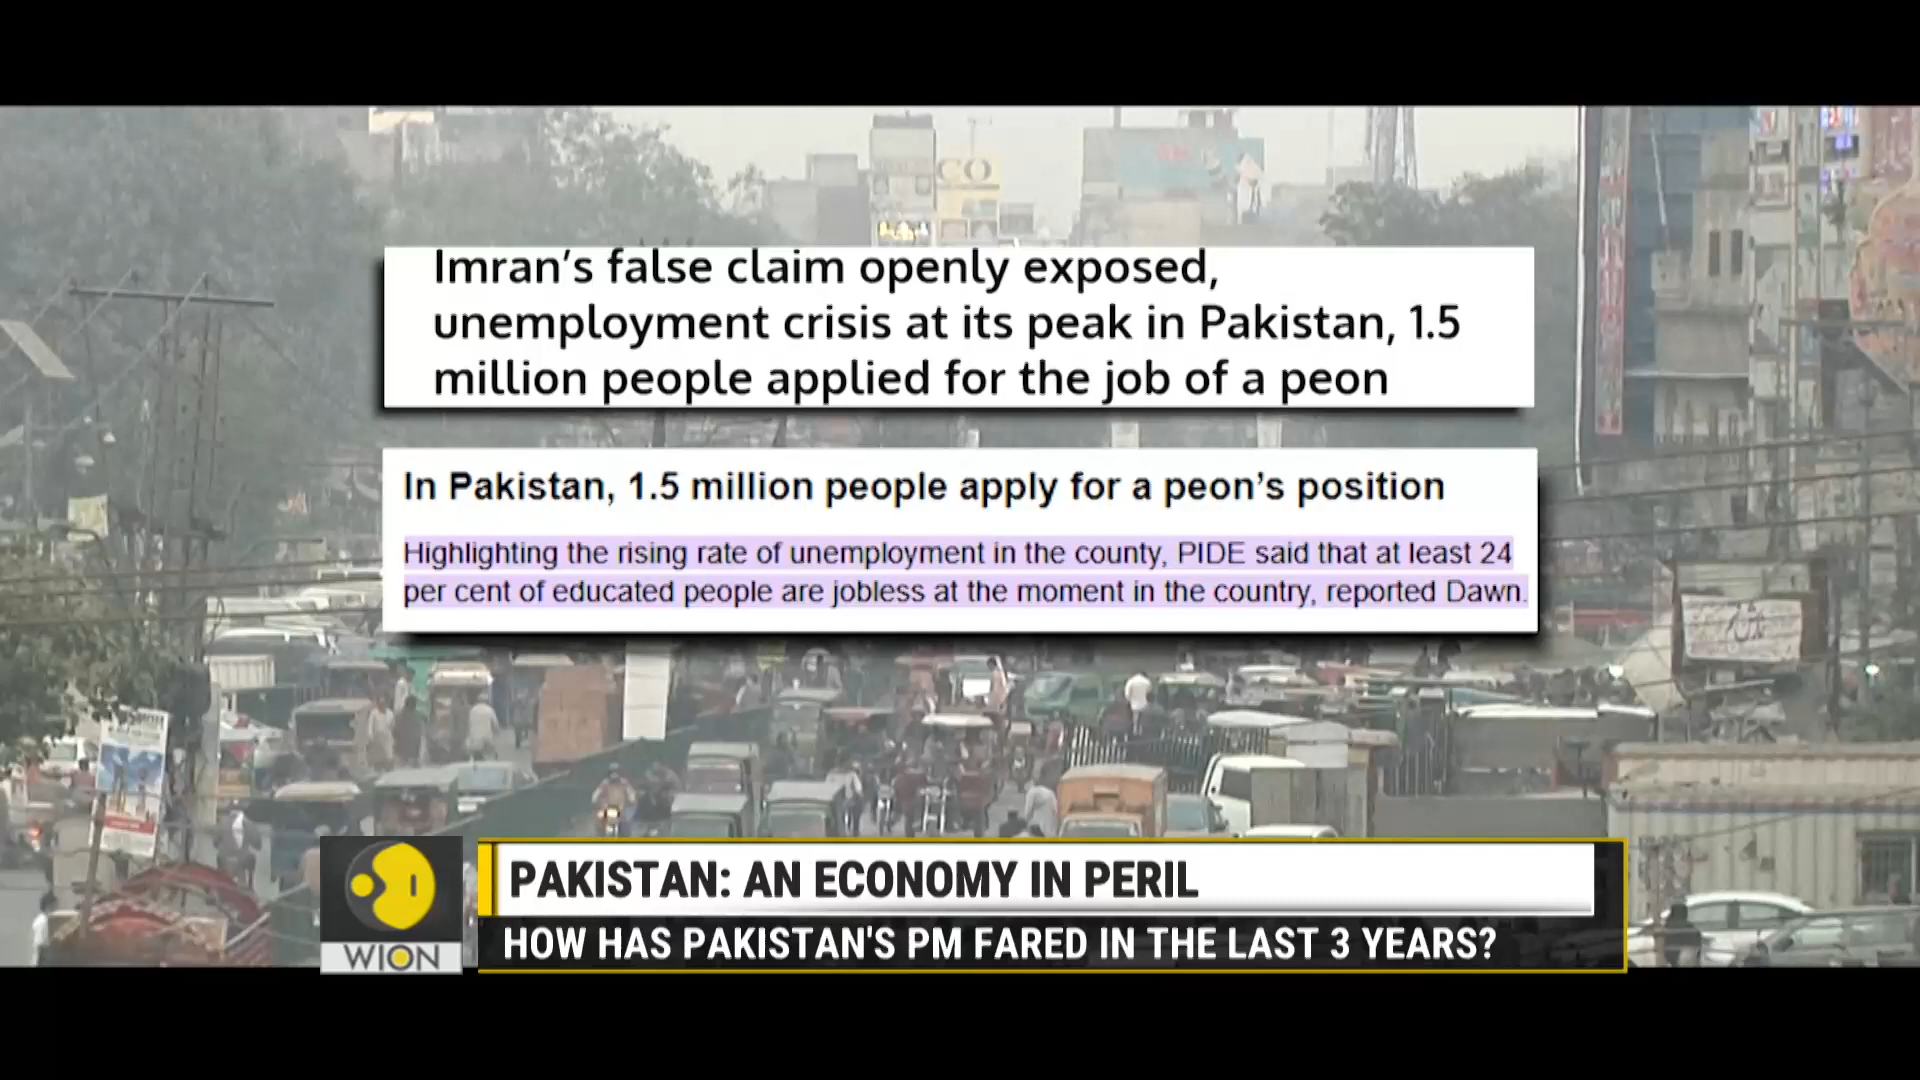 CO
Imran's false claim openly exposed,
unemployment crisis at its peak in Pakistan, 1.5
million people applied for the job of a peon
In Pakistan, 1.5 million people apply for a peon's position
Highlighting the rising rate of unemployment in the county, PIDE said that at least 24
per cent of educated people are jobless at the moment in the country, reported Dawn.
PAKISTAN: AN ECONOMY IN PERIL
HOW HAS PAKISTAN'S PM FARED IN THE LAST 3 YEARS?
WION